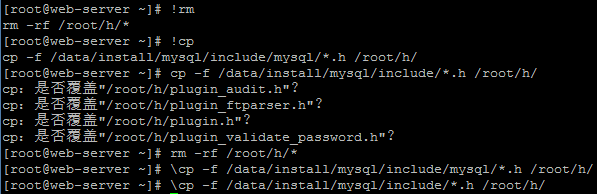 [root@web-server ~]# !rm
rm -rf /root/h/*
[root@web-server ~]# !cp
cp -f /data/install/mysql/include/mysql/*.h /root/h/
[root@web-server ~]# cp -f /data/install/mysql/include/*.h /root/h/
cp：是否覆盖"/root/h/plugin_audit.h"？
cp：是否覆盖"/root/h/plugin_ftparser.h"？
cp：是否覆盖"/root/h/plugin.h"？
cp：是否覆盖"/root/h/plugin_validate_password.h"？
[root@web-server ~]# rm -rf /root/h/*
[root@web-server ~]# \cp -f /data/install/mysql/include/mysql/*.h /root/h/
[root@web-server ~]# \cp -f /data/install/mysql/include/*.h /root/h/